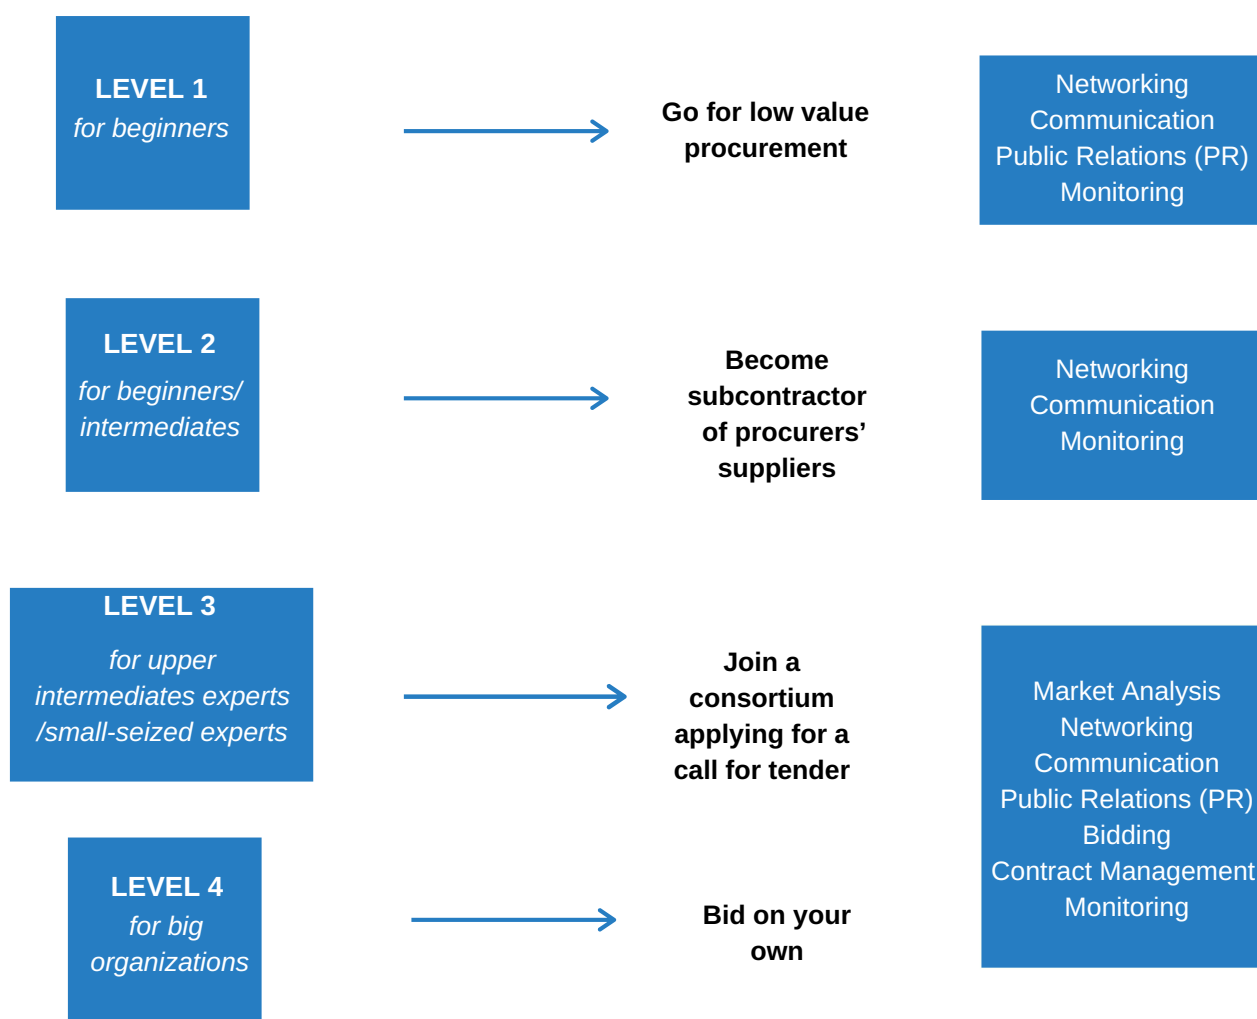 LEVEL 1
for beginners
Go for low value
procurement
Networking
Communication
Public Relations (PR)
Monitoring
LEVEL 2
for beginners/
intermediates
Become
subcontractor
of procurers’
suppliers
Networking
Communication
Monitoring
LEVEL 3
for upper
intermediates experts
/small-seized experts
Join a
consortium
applying for a
call for tender
Market Analysis
Networking
Communication
Public Relations (PR)
Bidding
Contract Management
Monitoring
LEVEL 4
for big
organizations
Bid on your
own